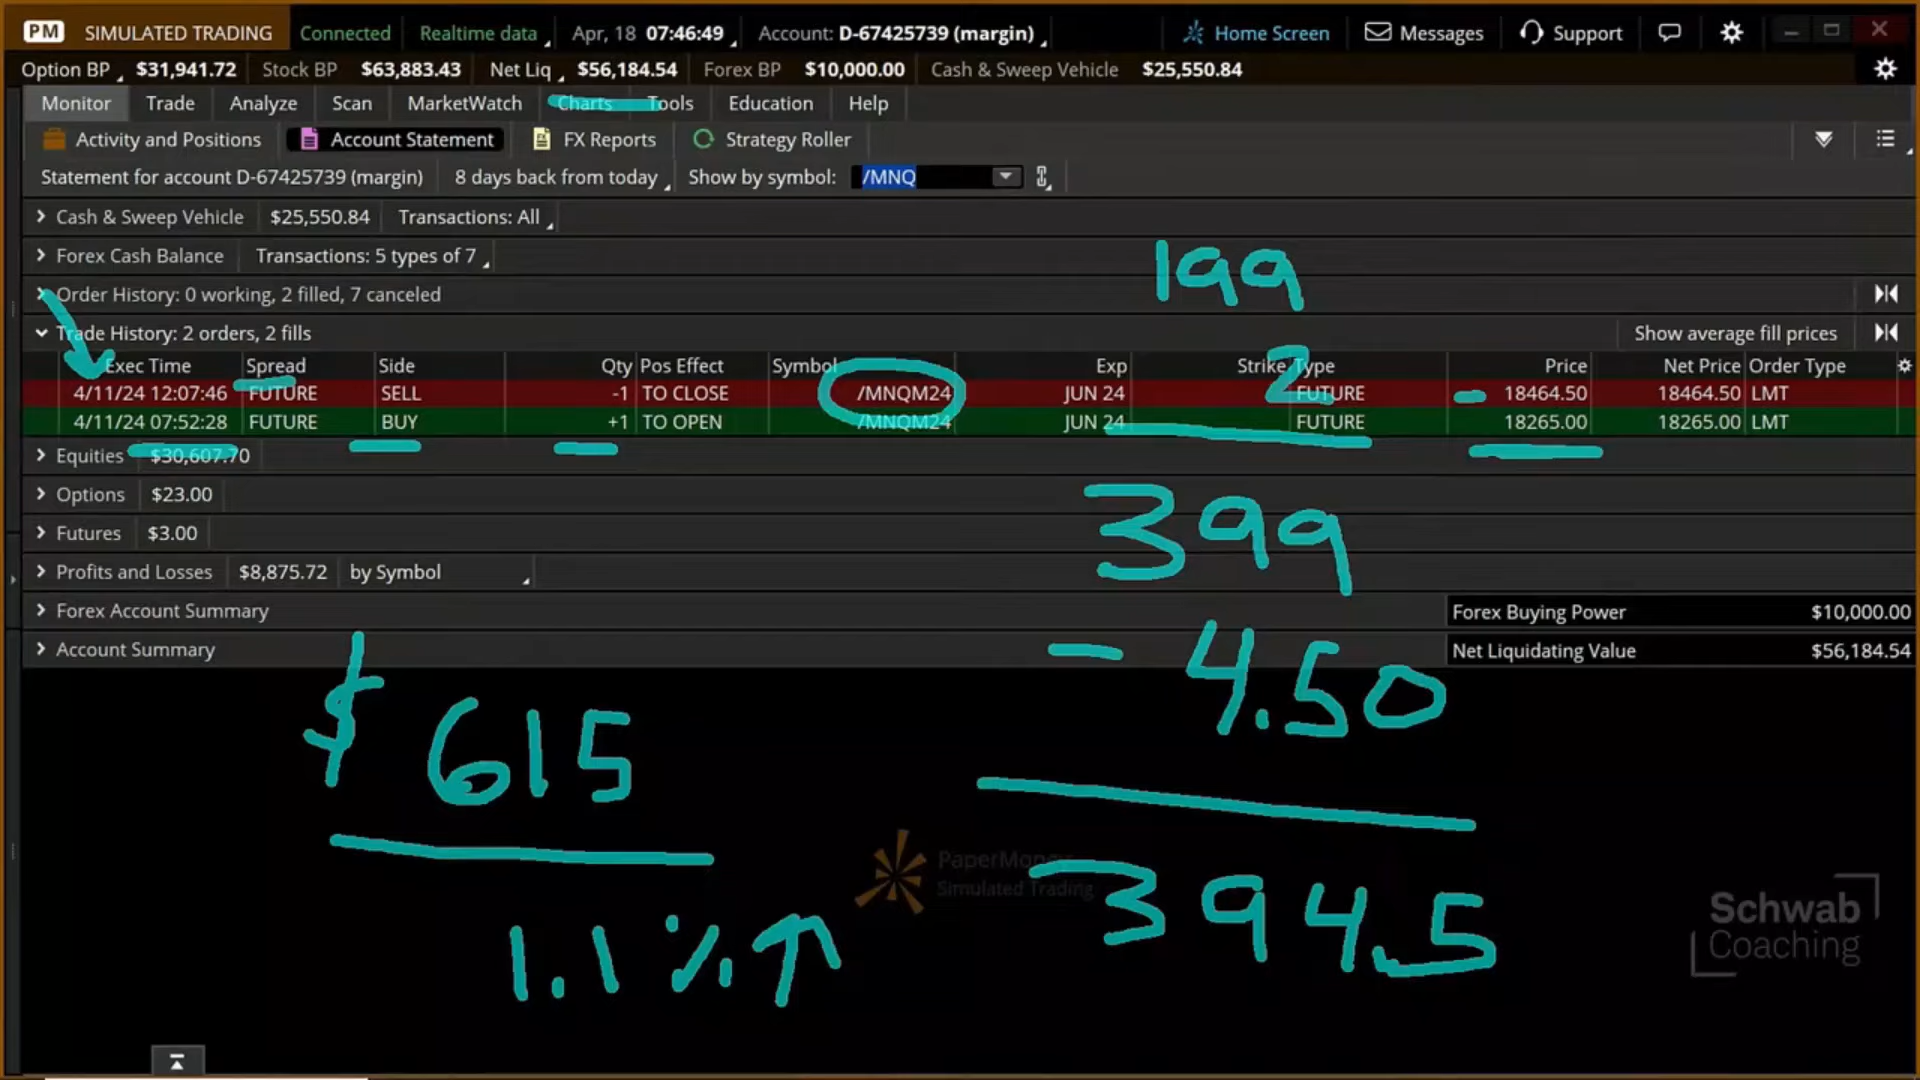 PM SIMULATED TRADING Connected Realtime data Apr, 18 07:46:49 Account: D-67425739 (margin) Home Screen Messages Support
Option BP $31,941.72 Stock BP $63,883.43 Net Liq $56,184.54 Forex BP $10,000.00 Cash & Sweep Vehicle $25,550.84
Monitor Trade Analyze Scan MarketWatch Charts Tools Education Help
Activity and Positions Account Statement FX Reports Strategy Roller
Statement for account D-67425739 (margin) 8 days back from today Show by symbol: /MNQ
Cash & Sweep Vehicle $25,550.84 Transactions: All
Forex Cash Balance Transactions: 5 types of 7
199
Order History: 0 working, 2 filled, 7 canceled
Trade History: 2 orders, 2 fills Show average fill prices
Exec Time Spread Side Qty Pos Effect Symbol Exp Strike Type Price Net Price Order Type
2
4/11/24 12:07:46 FUTURE SELL -1 TO CLOSE /MNQM24 JUN 24 FUTURE 18464.50 18464.50 LMT
4/11/24 07:52:28 FUTURE BUY +1 TO OPEN /MNQM24 JUN 24 FUTURE 18265.00 18265.00 LMT
Equities $30,607.70
Options $23.00
Futures $3.00
399
Profits and Losses $8,875.72 by Symbol
Forex Account Summary Forex Buying Power $10,000.00
Account Summary Net Liquidating Value $56,184.54
- 4.50
$ 615
PaperMoney
Simulated Trading
394.5
1.1%
Schwab
Coaching